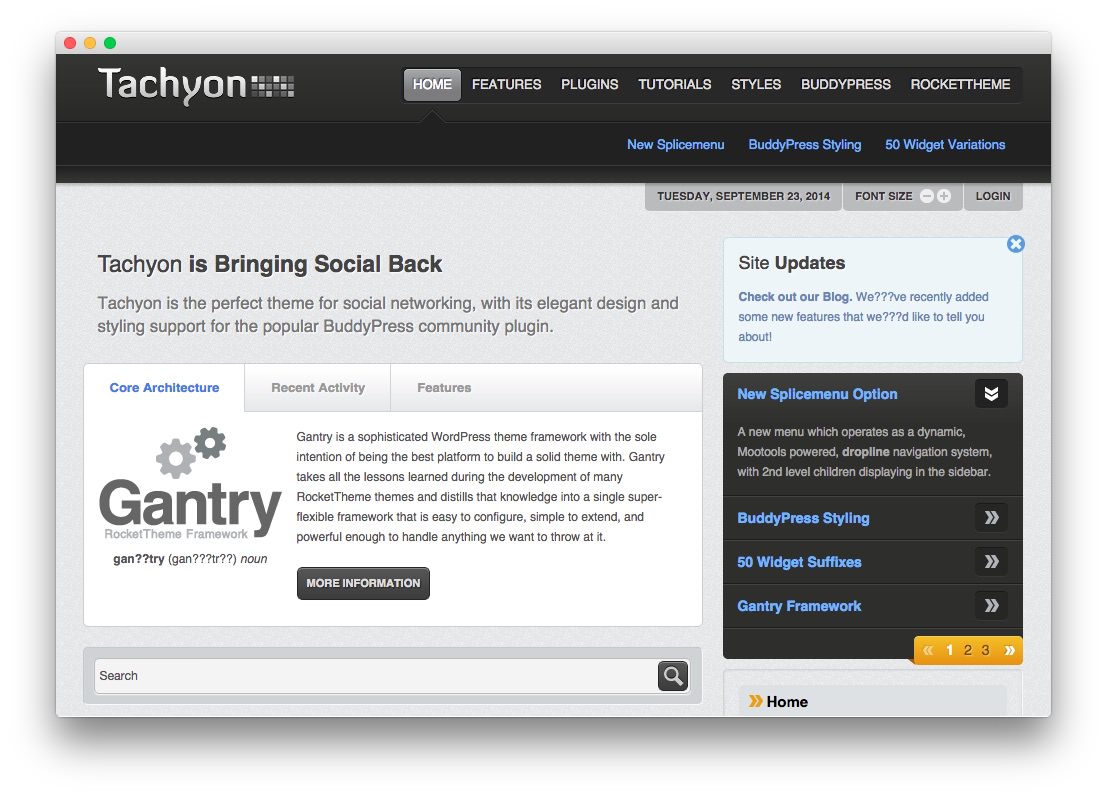 Tachyon
HOME FEATURES PLUGINS TUTORIALS STYLES BUDDYPRESS ROCKETTHEME
New Splicemenu BuddyPress Styling 50 Widget Variations
TUESDAY, SEPTEMBER 23, 2014 FONT SIZE LOGIN
Tachyon is Bringing Social Back
Tachyon is the perfect theme for social networking, with its elegant design and
styling support for the popular BuddyPress community plugin.
Core Architecture Recent Activity Features
Gantry
RocketTheme Framework
gan??try (gan???tr??) noun
Gantry is a sophisticated WordPress theme framework with the sole
intention of being the best platform to build a solid theme with. Gantry
takes all the lessons learned during the development of many
RocketTheme themes and distills that knowledge into a single super-
flexible framework that is easy to configure, simple to extend, and
powerful enough to handle anything we want to throw at it.
MORE INFORMATION
Search
Site Updates
Check out our Blog. We???ve recently added
some new features that we???d like to tell you
about!
New Splicemenu Option
A new menu which operates as a dynamic,
Mootools powered, dropline navigation system,
with 2nd level children displaying in the sidebar.
BuddyPress Styling
50 Widget Suffixes
Gantry Framework
« 1 2 3 »
Home